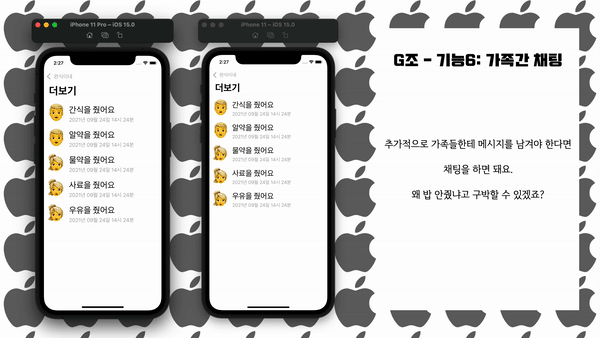 iPhone 11 Pro – iOS 15.0
2:27
더보기
간식을 줬어요
2021년 09월 24일 14시 24분
알약을 줬어요
2021년 09월 24일 14시 24분
물약을 줬어요
2021년 09월 24일 14시 24분
사료를 줬어요
2021년 09월 24일 14시 24분
우유을 줬어요
2021년 09월 24일 14시 24분
iPhone 11 – iOS 15.0
2:27
더보기
간식을 줬어요
2021년 09월 24일 14시 24분
알약을 줬어요
2021년 09월 24일 14시 24분
물약을 줬어요
2021년 09월 24일 14시 24분
사료를 줬어요
2021년 09월 24일 14시 24분
우유을 줬어요
2021년 09월 24일 14시 24분
G조 - 기능6: 가족간 채팅
추가적으로 가족들한테 메시지를 남겨야 한다면
채팅을 하면 돼요.
왜 밥 안줬냐고 구박할 수 있겠죠?